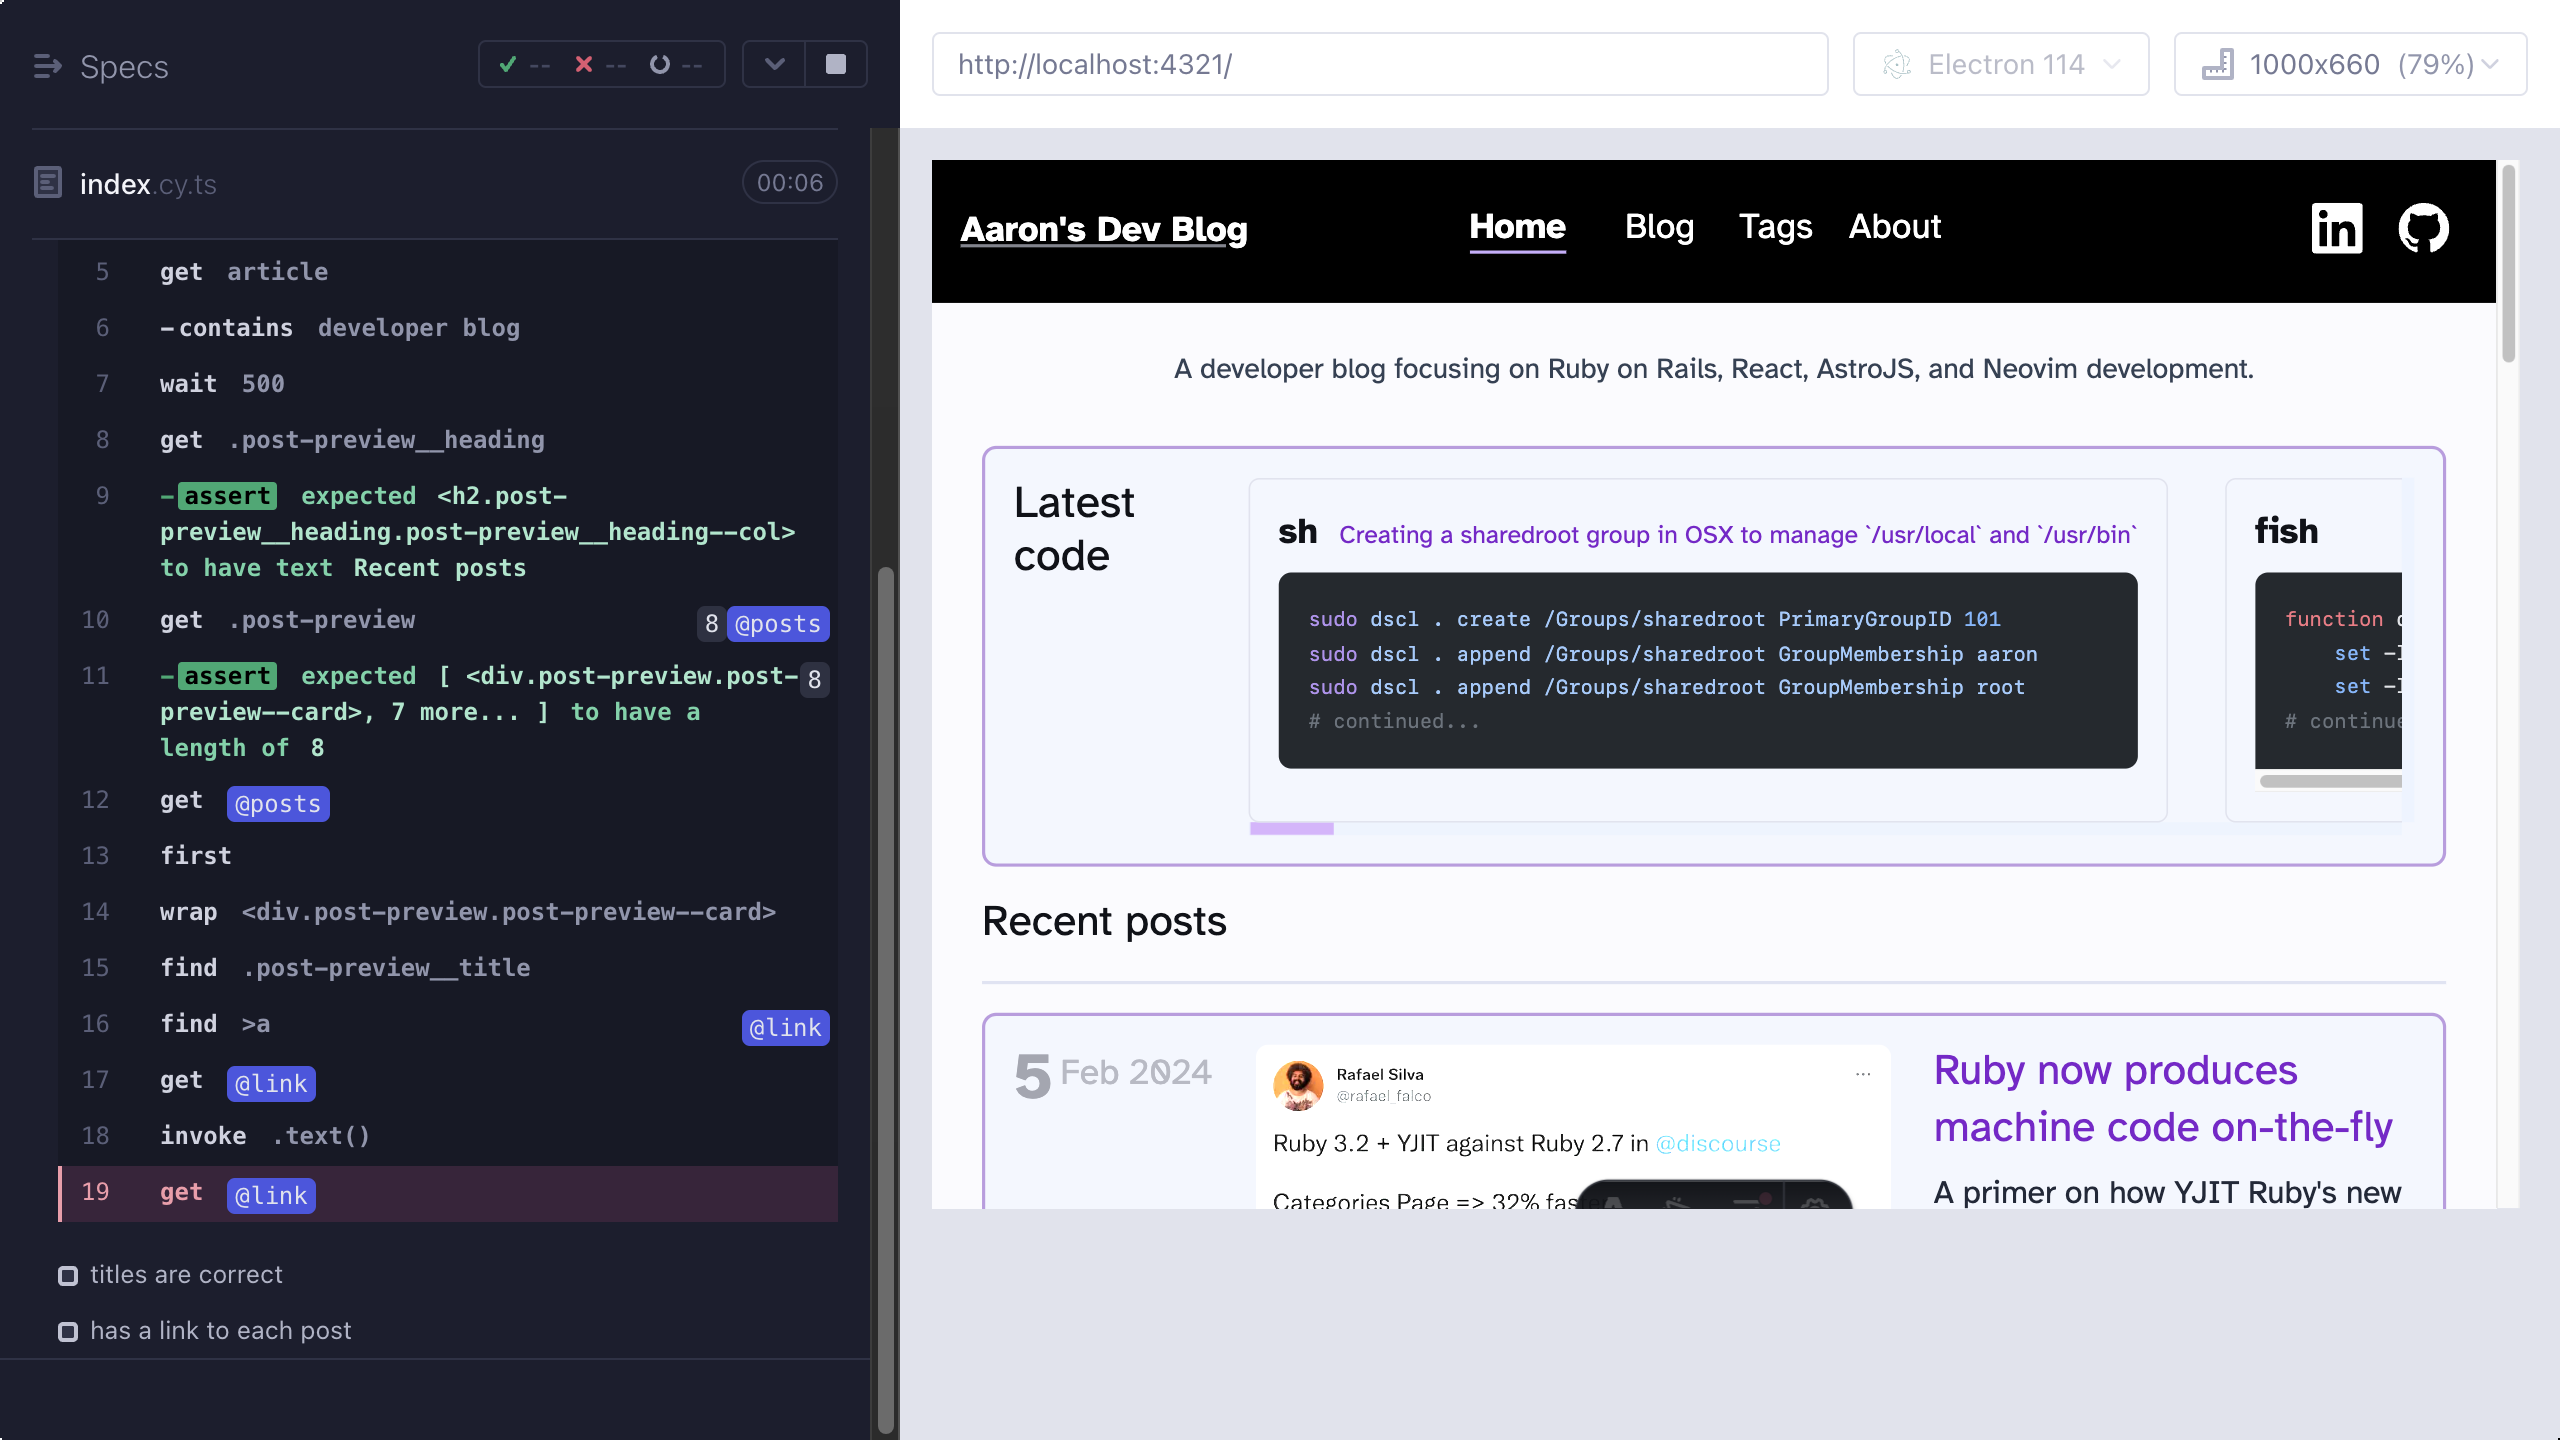 Specs
-- -- --
index.cy.ts 00:06
5 get article
6 -contains developer blog
7 wait 500
8 get .post-preview__heading
9 -assert expected <h2.post-
preview__heading.post-preview__heading--col>
to have text Recent posts
10 get .post-preview 8 @posts
11 -assert expected [ <div.post-preview.post- 8
preview--card>, 7 more... ] to have a
length of 8
12 get @posts
13 first
14 wrap <div.post-preview.post-preview--card>
15 find .post-preview__title
16 find >a @link
17 get @link
18 invoke .text()
19 get @link
titles are correct
has a link to each post
http://localhost:4321/
Electron 114
1000x660 (79%)
Aaron's Dev Blog
Home Blog Tags About
in
A developer blog focusing on Ruby on Rails, React, AstroJS, and Neovim development.
Latest
code
sh Creating a sharedroot group in OSX to manage `/usr/local` and `/usr/bin`
sudo dscl . create /Groups/sharedroot PrimaryGroupID 101
sudo dscl . append /Groups/sharedroot GroupMembership aaron
sudo dscl . append /Groups/sharedroot GroupMembership root
# continued...
fish
function
set
set
# continue
Recent posts
5 Feb 2024
Rafael Silva
@rafael_falco
...
Ruby 3.2 + YJIT against Ruby 2.7 in @discourse
Categories Page => 32% faster
Ruby now produces
machine code on-the-fly
A primer on how YJIT Ruby's new